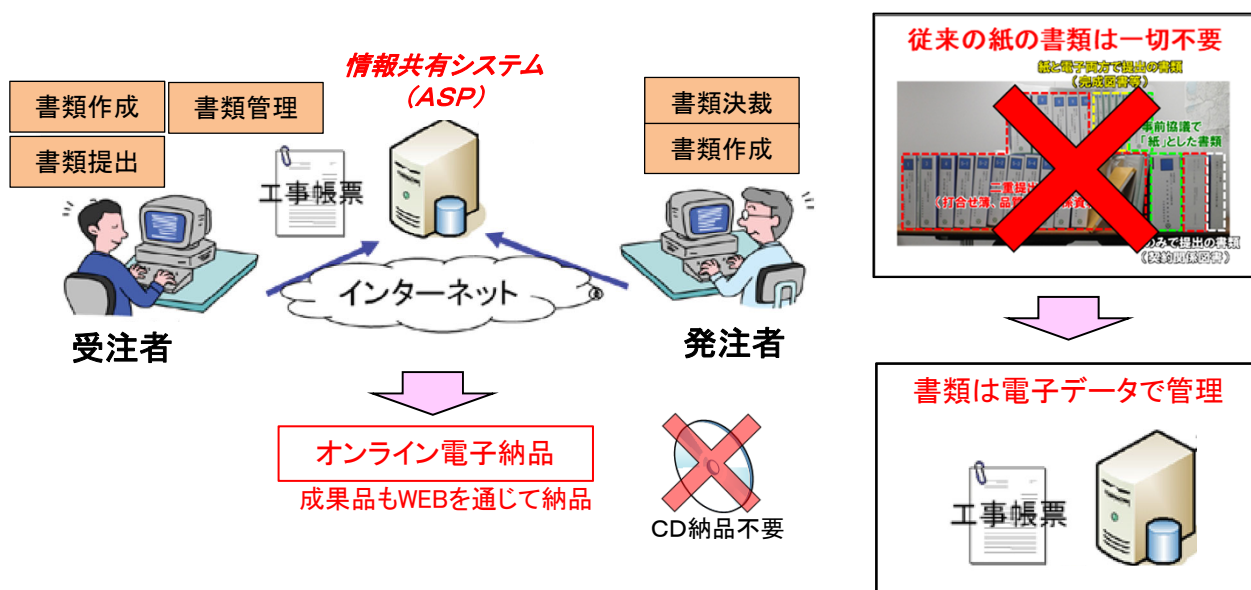 情報共有システム
（ASP）
書類作成
書類管理
書類提出
工事帳票
書類決裁
書類作成
インターネット
受注者
発注者
オンライン電子納品
成果品もWEBを通じて納品
CD納品不要
従来の紙の書類は一切不要
紙と電子両方で提出の書類
（完成図書等）
事前協議で
「紙」とした書類
二重提出
（打合せ簿、品質
のみで提出の書類
（契約関係図書）
書類は電子データで管理
工事帳票